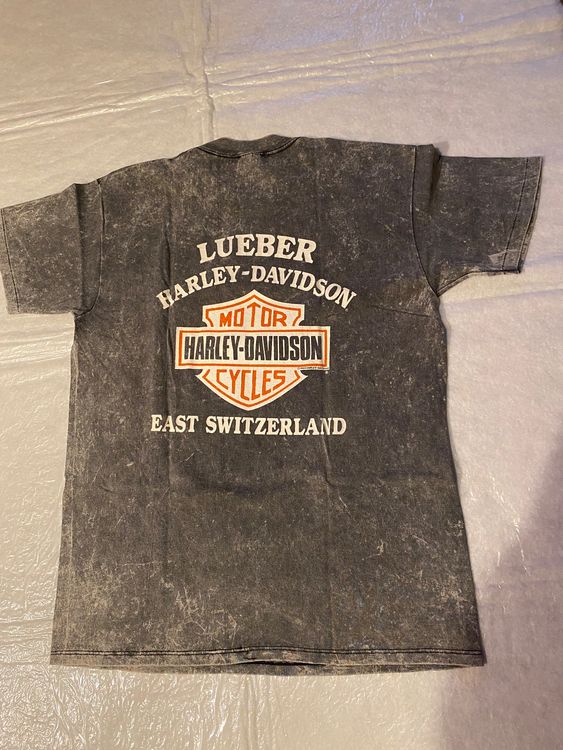 LUEBER
HARLEY-DAVIDSON
MOTOR
HARLEY-DAVIDSON
CYCLES
EAST SWITZERLAND